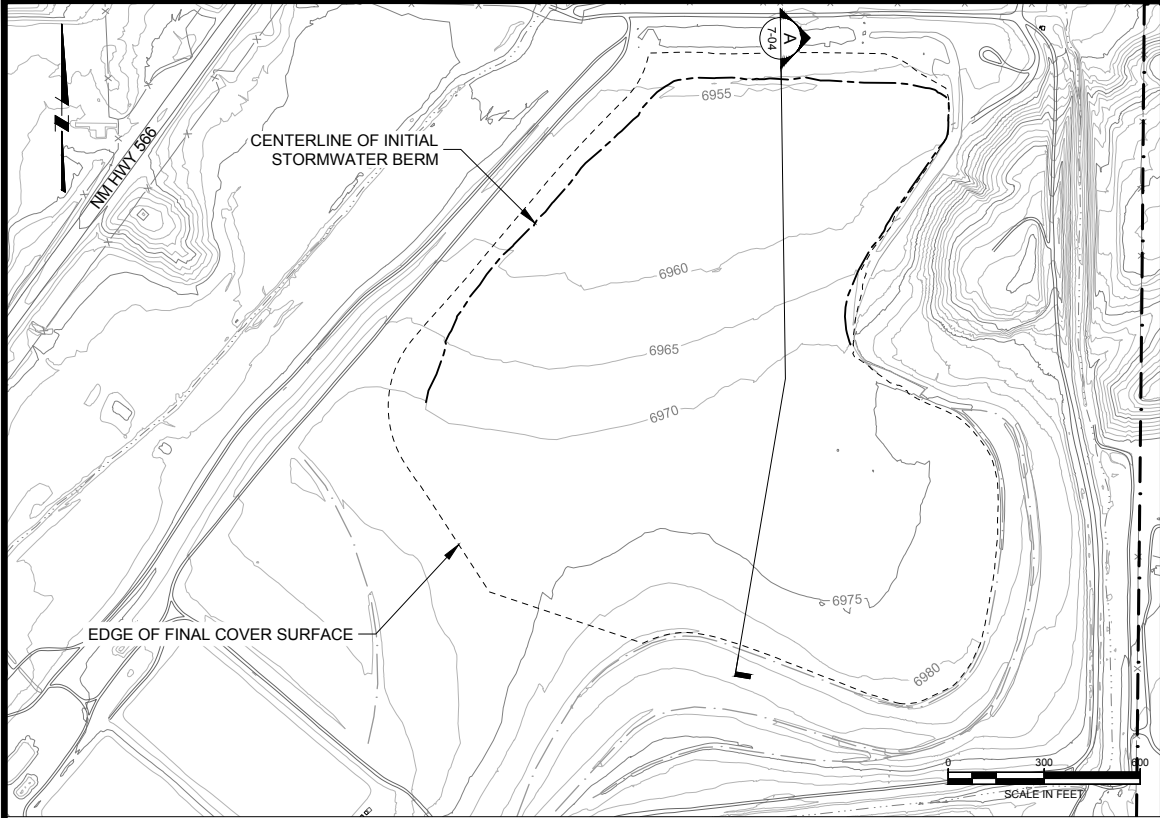 A
7-04
6955
CENTERLINE OF INITIAL
STORMWATER BERM
NM HWY 566
6960
6965
6970
6975
EDGE OF FINAL COVER SURFACE
6980
0 300 600
SCALE IN FEET